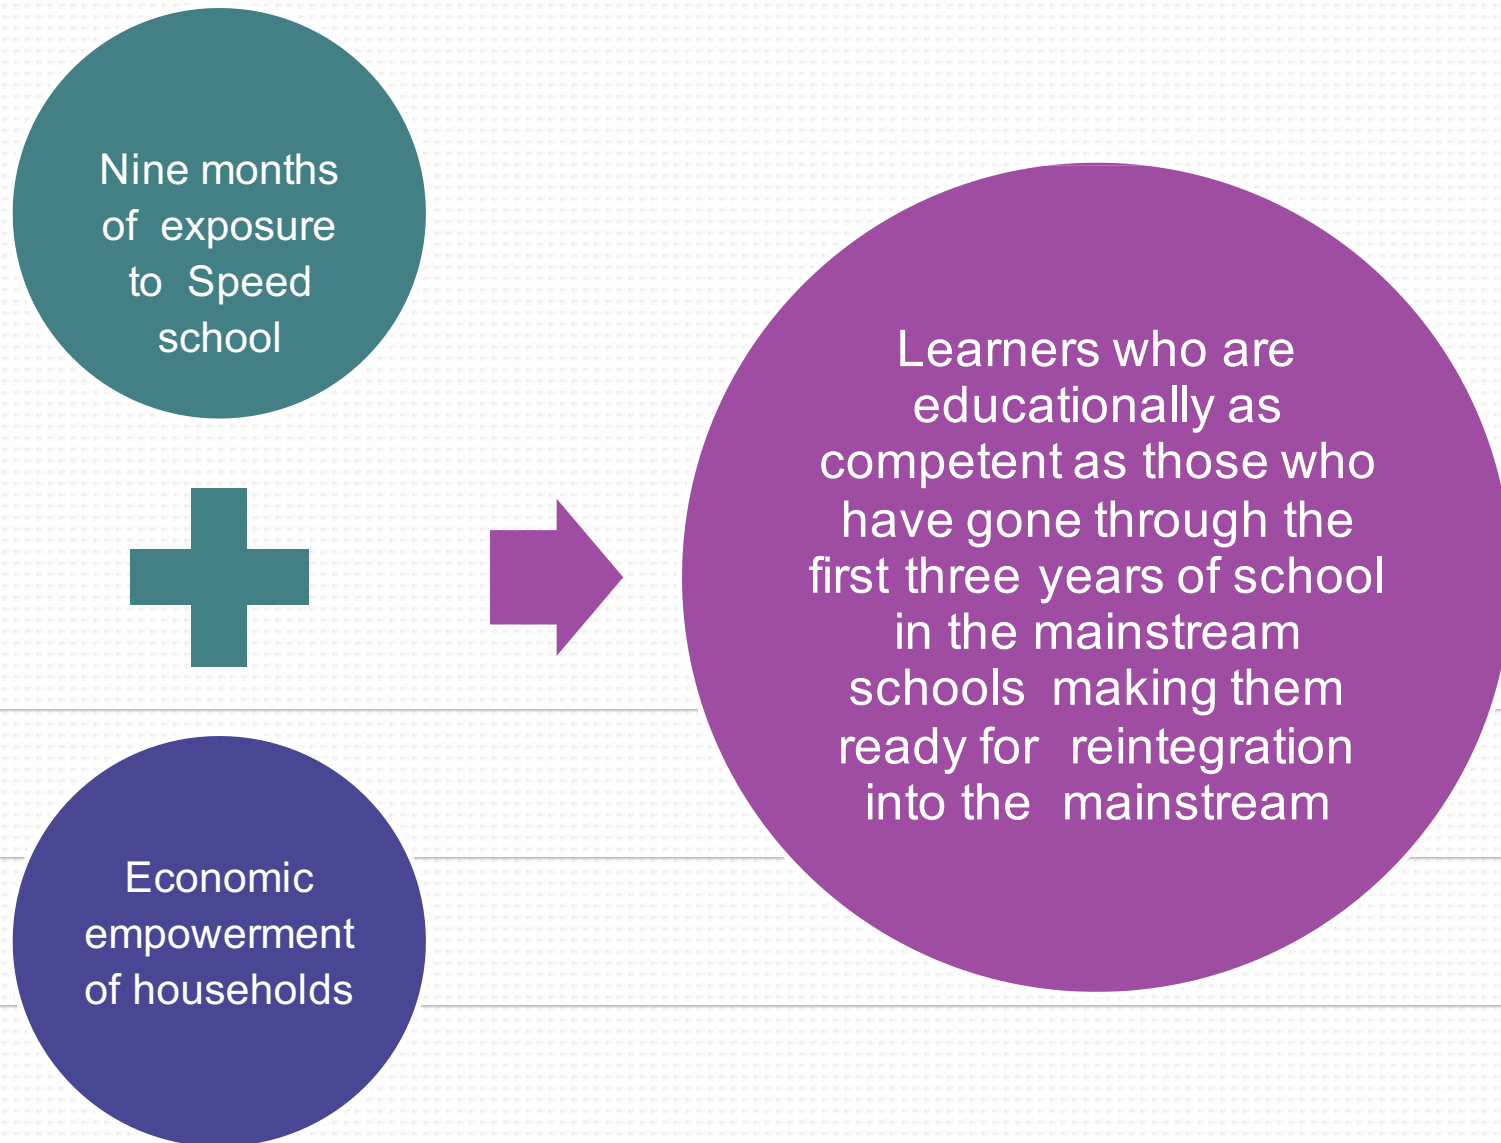 Nine months
of exposure
to Speed
school
Economic
empowerment
of households
Learners who are
educationally as
competent as those who
have gone through the
first three years of school
in the mainstream
schools making them
ready for reintegration
into the mainstream